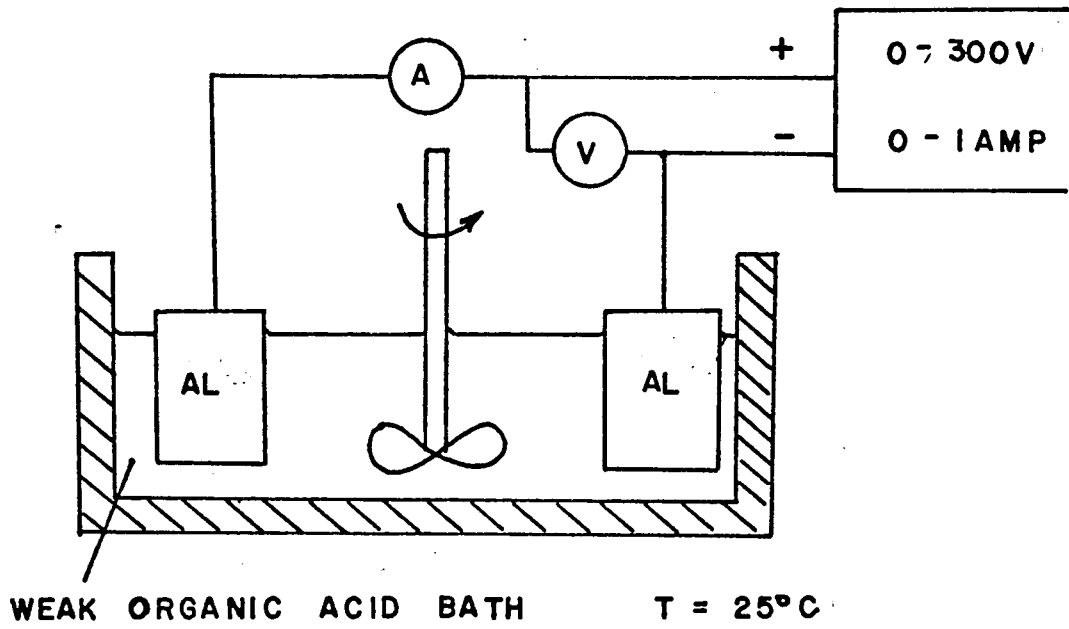 A
+
0 - 300V
V
-
0 - 1 AMP
AL
AL
WEAK ORGANIC ACID BATH T = 25°C